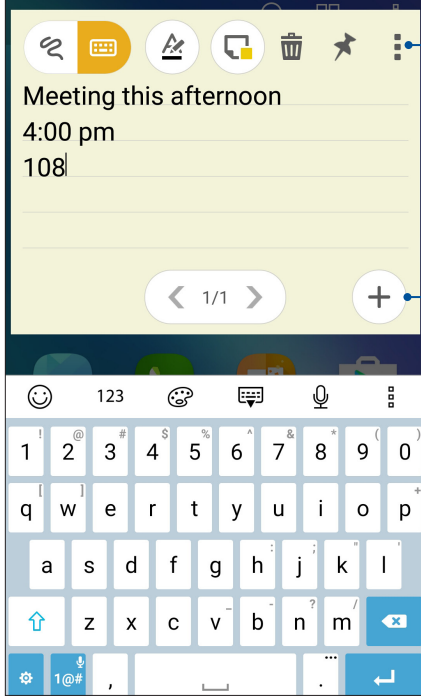 Meeting this afternoon
4:00 pm
108
1/1
123
1 ! 2 @ 3 # 4 $ 5 % 6 ^ 7 & 8 * 9 ( 0 )
q [ w ] e r t y u i o p +
a s d f g h : j ; k " l '
z x c v _ b - n ? m /
1@# , . ...